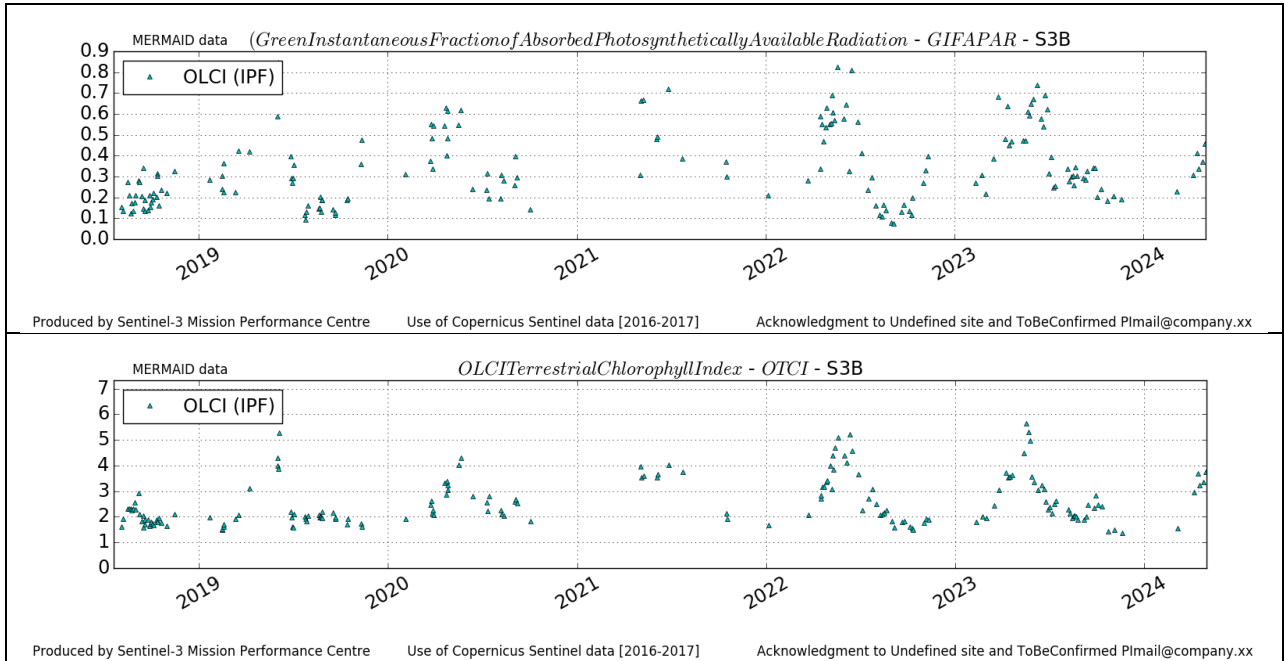 MERMAID data (GreenInstantaneousFractionofAbsorbedPhotosyntheticallyAvailableRadiation - GIFAPAR - S3B
0.9
0.8
0.7
0.6
0.5
0.4
0.3
0.2
0.1
0.0
OLCI (IPF)
2019 2020 2021 2022 2023 2024
Produced by Sentinel-3 Mission Performance Centre Use of Copernicus Sentinel data [2016-2017] Acknowledgment to Undefined site and ToBeConfirmed PImail@company.xx
MERMAID data OLCITerrestrialChlorophyllIndex - OTCI - S3B
7
6
5
4
3
2
1
0
OLCI (IPF)
2019 2020 2021 2022 2023 2024
Produced by Sentinel-3 Mission Performance Centre Use of Copernicus Sentinel data [2016-2017] Acknowledgment to Undefined site and ToBeConfirmed PImail@company.xx